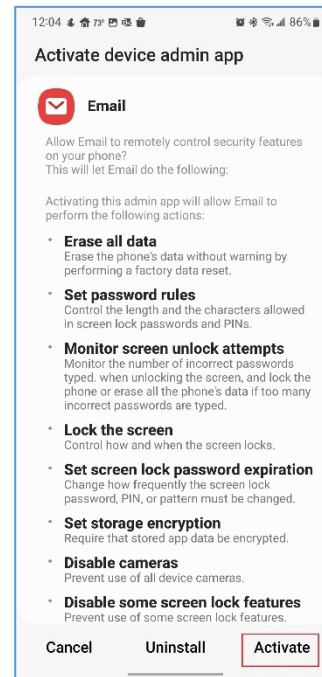 12:04 73° 86%
Activate device admin app
Email
Allow Email to remotely control security features
on your phone?
This will let Email do the following:
Activating this admin app will allow Email to
perform the following actions:
• Erase all data
Erase the phone's data without warning by
performing a factory data reset.
• Set password rules
Control the length and the characters allowed
in screen lock passwords and PINs.
• Monitor screen unlock attempts
Monitor the number of incorrect passwords
typed. when unlocking the screen, and lock the
phone or erase all the phone's data if too many
incorrect passwords are typed.
• Lock the screen
Control how and when the screen locks.
• Set screen lock password expiration
Change how frequently the screen lock
password, PIN, or pattern must be changed.
• Set storage encryption
Require that stored app data be encrypted.
• Disable cameras
Prevent use of all device cameras.
• Disable some screen lock features
Prevent use of some screen lock features.
Cancel Uninstall Activate